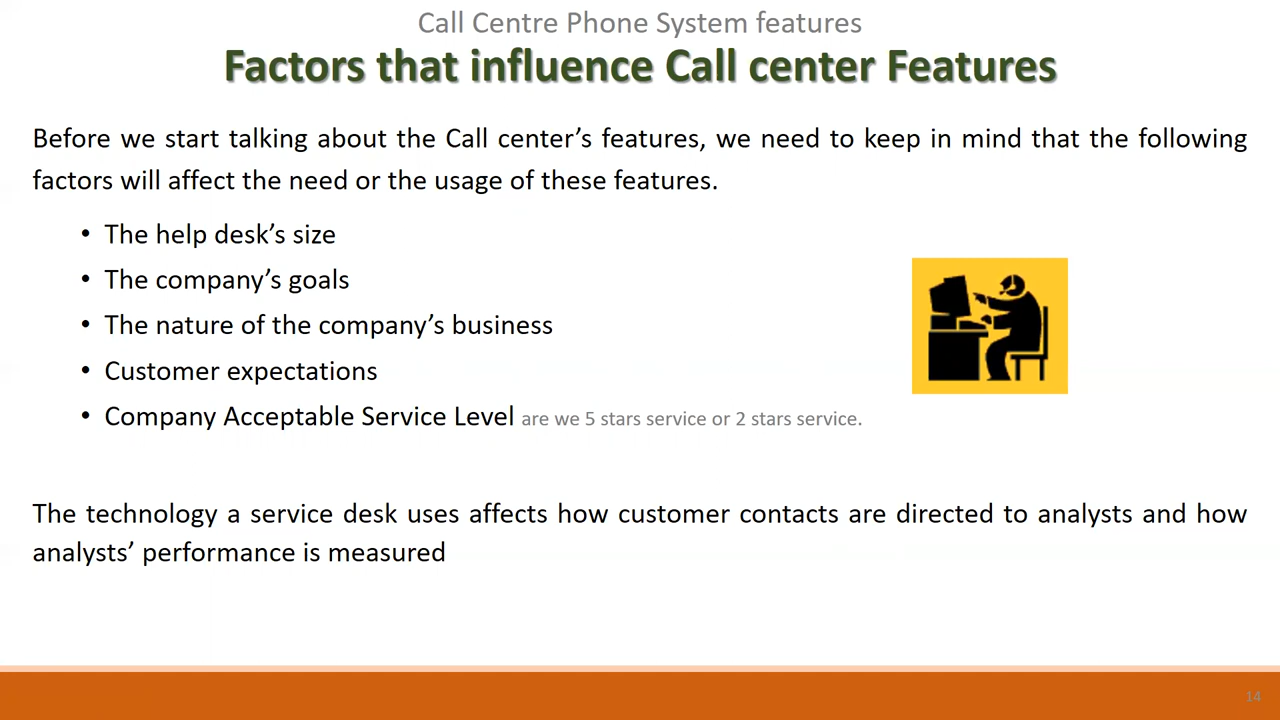 Call Centre Phone System features
Factors that influence Call center Features
Before we start talking about the Call center’s features, we need to keep in mind that the following
factors will affect the need or the usage of these features.
• The help desk’s size
• The company’s goals
• The nature of the company’s business
• Customer expectations
• Company Acceptable Service Level are we 5 stars service or 2 stars service.
The technology a service desk uses affects how customer contacts are directed to analysts and how
analysts’ performance is measured
14